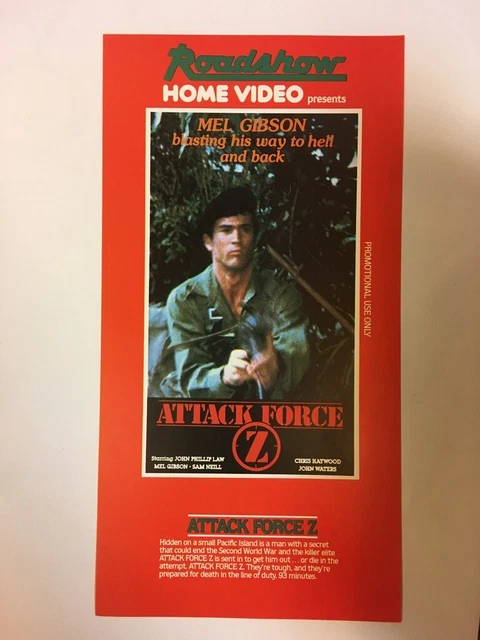 Roadshow
HOME VIDEO presents
MEL GIBSON
blasting his way to hell
and back
PROMOTIONAL USE ONLY
ATTACK FORCE
Z
Starring JOHN PHILLIP LAW
MEL GIBSON · SAM NEILL
CHRIS HAYWOOD
JOHN WATERS
ATTACK FORCE Z
Hidden on a small Pacific Island is a man with a secret
that could end the Second World War and the killer elite
ATTACK FORCE Z is sent in to get him out ... or die in the
attempt. ATTACK FORCE Z. They're tough, and they're
prepared for death in the line of duty. 93 minutes.